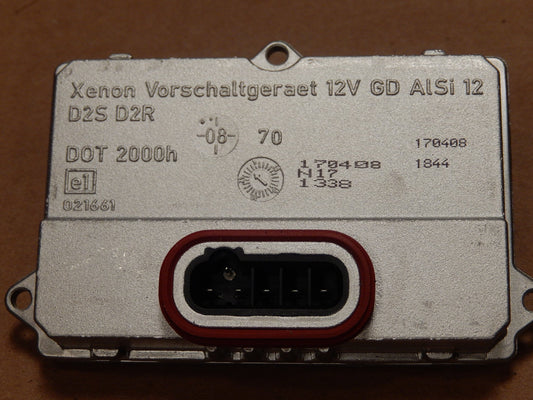 Xenon Vorschaltgeraet 12V GD AlSi 12
D2S D2R
-08- 70
DOT 2000h
e1
021661
170408
N17
1338
170408
1844